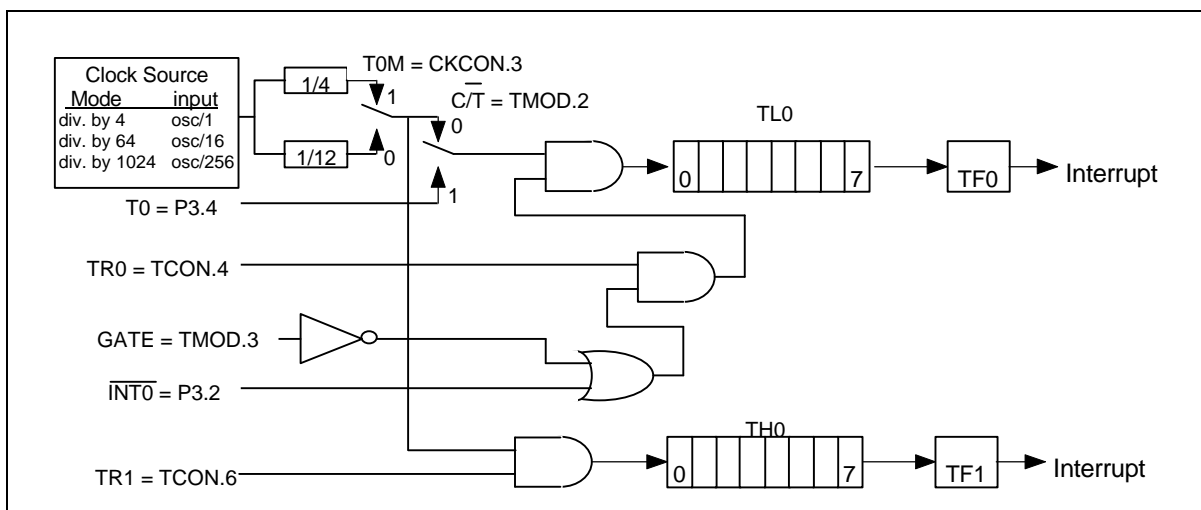 Clock Source
Mode input
div. by 4 osc/1
div. by 64 osc/16
div. by 1024 osc/256
1/4
1/12
T0M = CKCON.3
1
0
C/T̅ = TMOD.2
0
1
T0 = P3.4
TL0
0 7
TF0
Interrupt
TR0 = TCON.4
GATE = TMOD.3
I̅N̅T̅0̅ = P3.2
TR1 = TCON.6
TH0
0 7
TF1
Interrupt